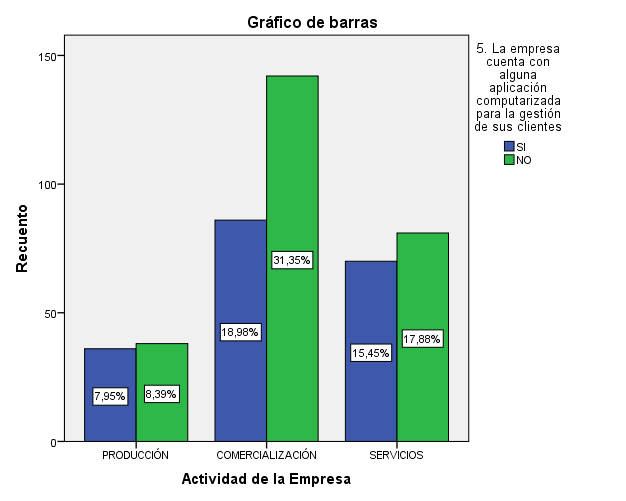 Gráfico de barras
5. La empresa
cuenta con
alguna
aplicación
computarizada
para la gestión
de sus clientes
SI
NO
Recuento
150
100
50
0
7,95%
8,39%
18,98%
31,35%
15,45%
17,88%
PRODUCCIÓN
COMERCIALIZACIÓN
SERVICIOS
Actividad de la Empresa